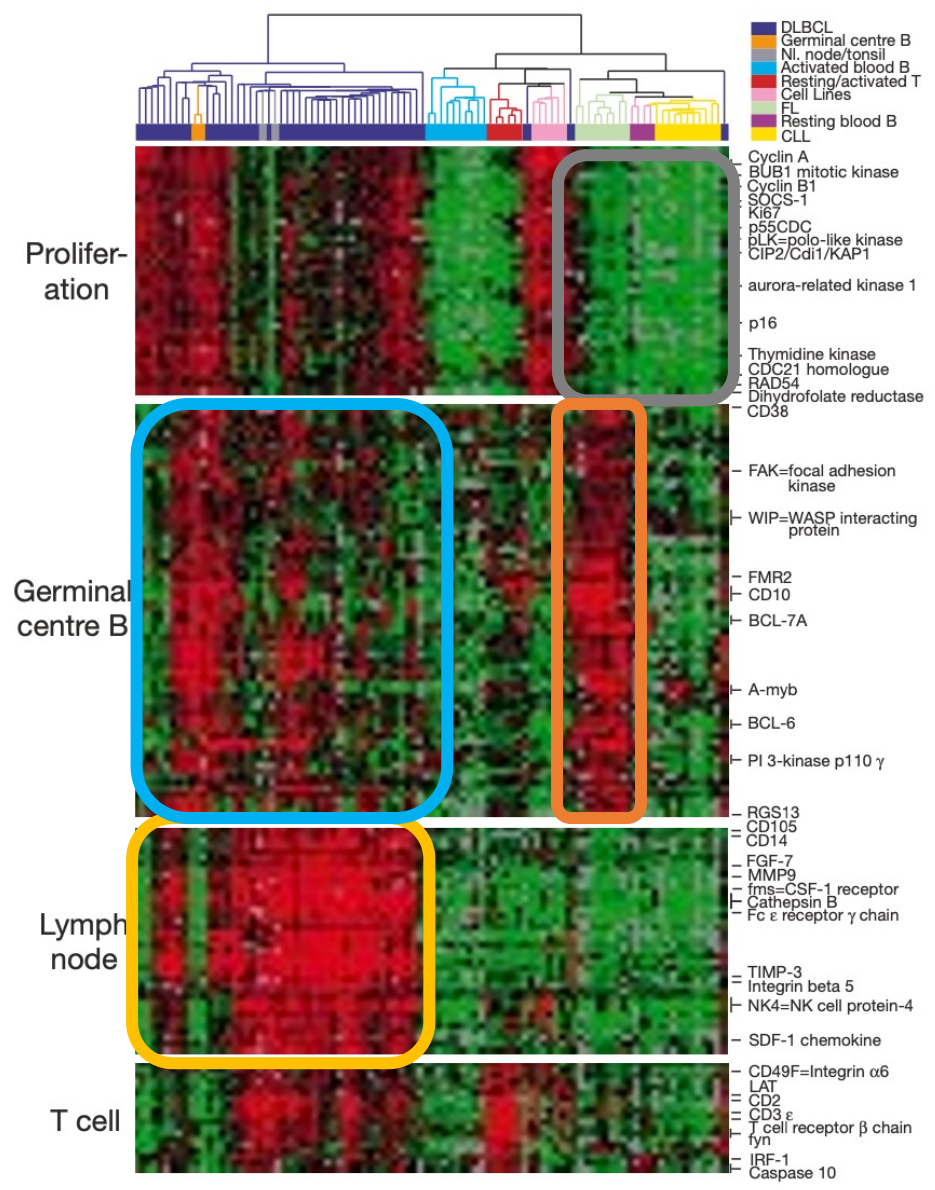 DLBCL
Germinal centre B
Nl. node/tonsil
Activated blood B
Resting/activated T
Cell Lines
FL
Resting blood B
CLL
Prolifer-
ation
Cyclin A
BUB1 mitotic kinase
Cyclin B1
SOCS-1
Ki67
p55CDC
pLK=polo-like kinase
CIP2/Cdi1/KAP1
aurora-related kinase 1
p16
Thymidine kinase
CDC21 homologue
RAD54
Dihydrofolate reductase
Germinal
centre B
CD38
FAK=focal adhesion
kinase
WIP=WASP interacting
protein
FMR2
CD10
BCL-7A
A-myb
BCL-6
PI 3-kinase p110 γ
RGS13
Lymph
node
CD105
CD14
FGF-7
MMP9
fms=CSF-1 receptor
Cathepsin B
Fc ε receptor γ chain
TIMP-3
Integrin beta 5
NK4=NK cell protein-4
SDF-1 chemokine
T cell
CD49F=Integrin α6
LAT
CD2
CD3 ε
T cell receptor β chain
fyn
IRF-1
Caspase 10